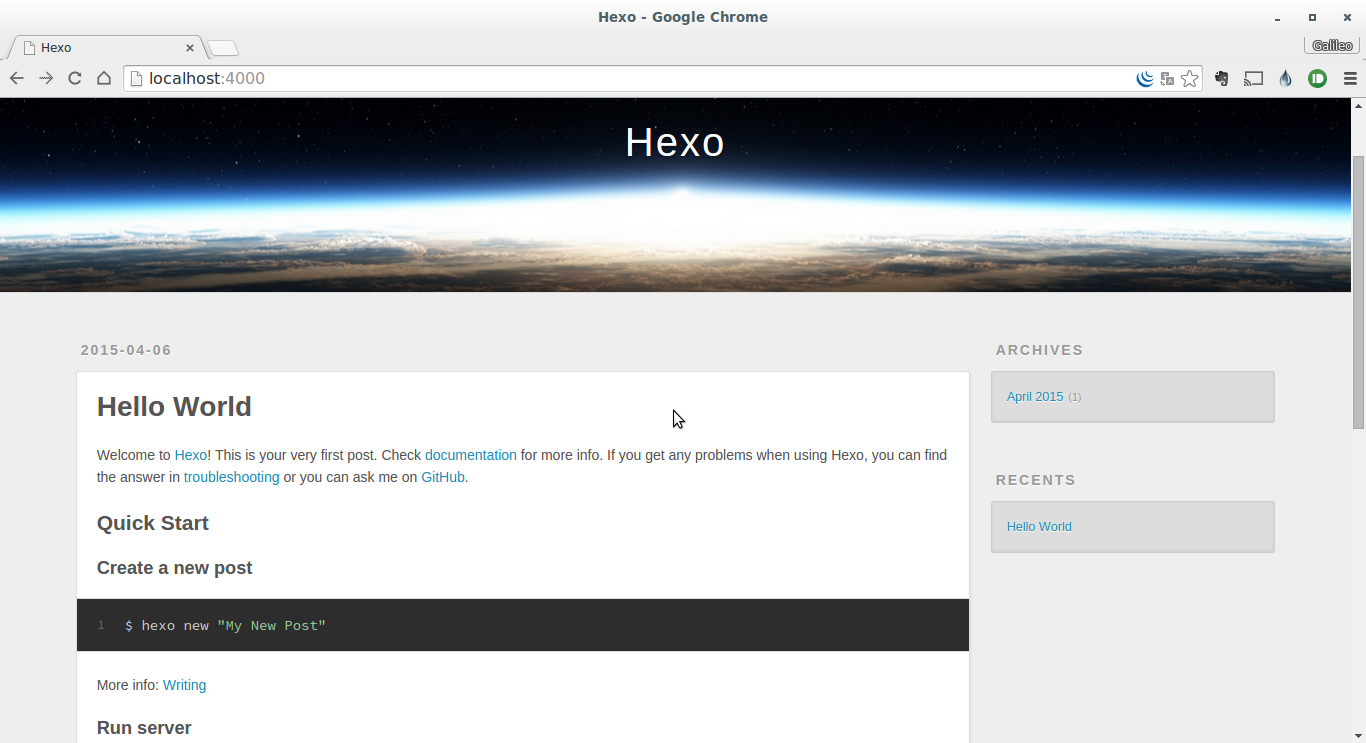 Hexo - Google Chrome
Hexo
Galileo
localhost:4000
Hexo
2015-04-06
Hello World
Welcome to Hexo! This is your very first post. Check documentation for more info. If you get any problems when using Hexo, you can find
the answer in troubleshooting or you can ask me on GitHub.
Quick Start
Create a new post
1 $ hexo new "My New Post"
More info: Writing
Run server
ARCHIVES
April 2015 (1)
RECENTS
Hello World